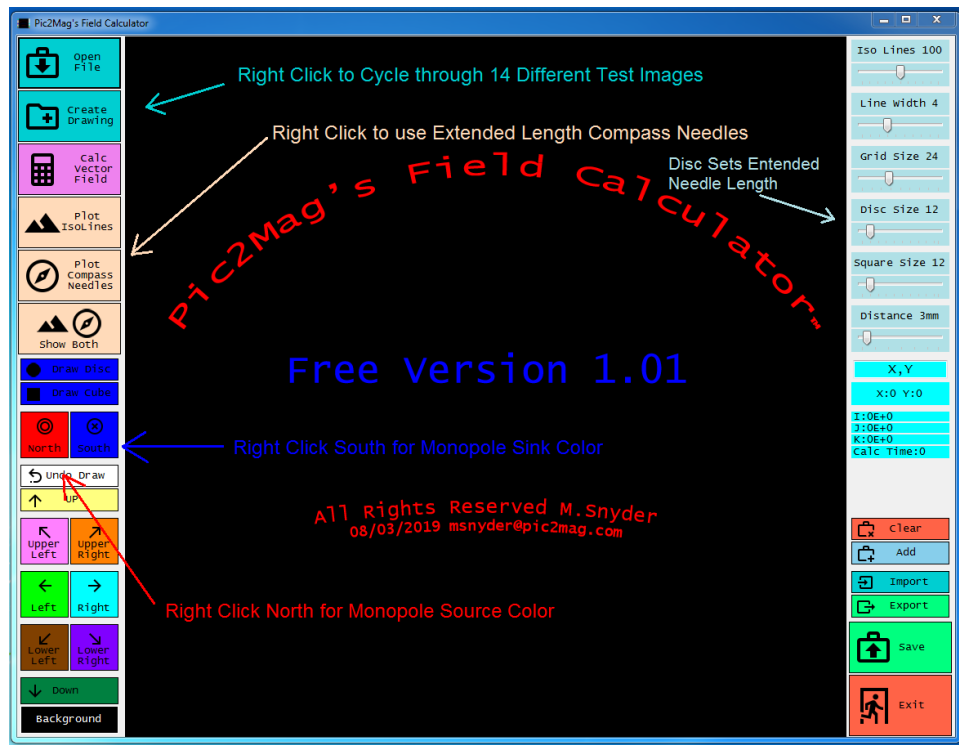 Pic2Mag's Field Calculator
X
Open
File
Create
Drawing
Calc
Vector
Field
Plot
IsoLines
Plot
Compass
Needles
Show Both
Draw Disc
Draw Cube
North
South
Undo Draw
UP
Upper
Left
Upper
Right
Left
Right
Lower
Left
Lower
Right
Down
Background
Right Click to Cycle through 14 Different Test Images
Right Click to use Extended Length Compass Needles
Disc Sets Entended
Needle Length
Pic2Mag's Field Calculator™
Free Version 1.01
Right Click South for Monopole Sink Color
All Rights Reserved M.Snyder
08/03/2019 msnyder@pic2mag.com
Right Click North for Monopole Source Color
Iso Lines 100
Line Width 4
Grid Size 24
Disc Size 12
Square Size 12
Distance 3mm
X,Y
X:0 Y:0
I:0E+0
J:0E+0
K:0E+0
Calc Time:0
Clear
Add
Import
Export
Save
Exit